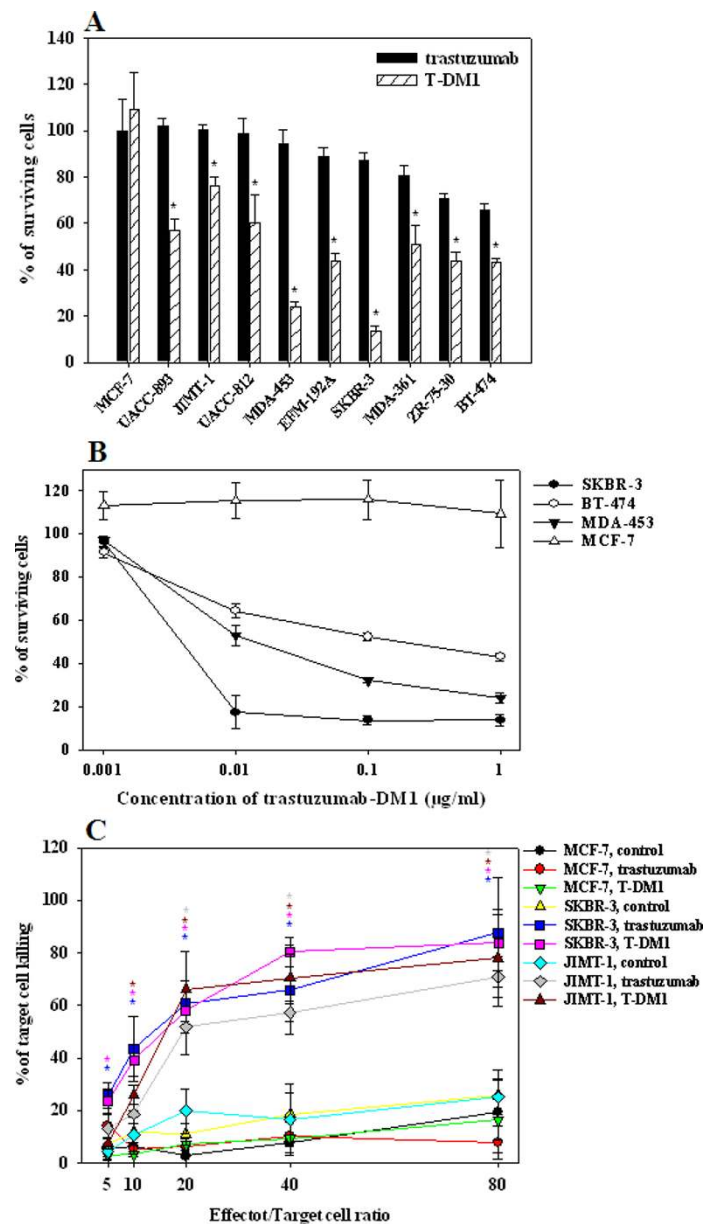 A
140
120
100
80
60
40
20
0
% of surviving cells
trastuzumab
T-DM1
* * * * * * * * *
MCF-7
UACC-893
JIMT-1
UACC-812
MDA-453
EFM-192A
SKBR-3
MDA-361
ZR-75-30
BT-474
B
120
100
80
60
40
20
0
% of surviving cells
SKBR-3
BT-474
MDA-453
MCF-7
0.001 0.01 0.1 1
Concentration of trastuzumab-DM1 (µg/ml)
C
120
100
80
60
40
20
0
%of target cell killing
MCF-7, control
MCF-7, trastuzumab
MCF-7, T-DM1
SKBR-3, control
SKBR-3, trastuzumab
SKBR-3, T-DM1
JIMT-1, control
JIMT-1, trastuzumab
JIMT-1, T-DM1
5 10 20 40 80
Effectot/Target cell ratio